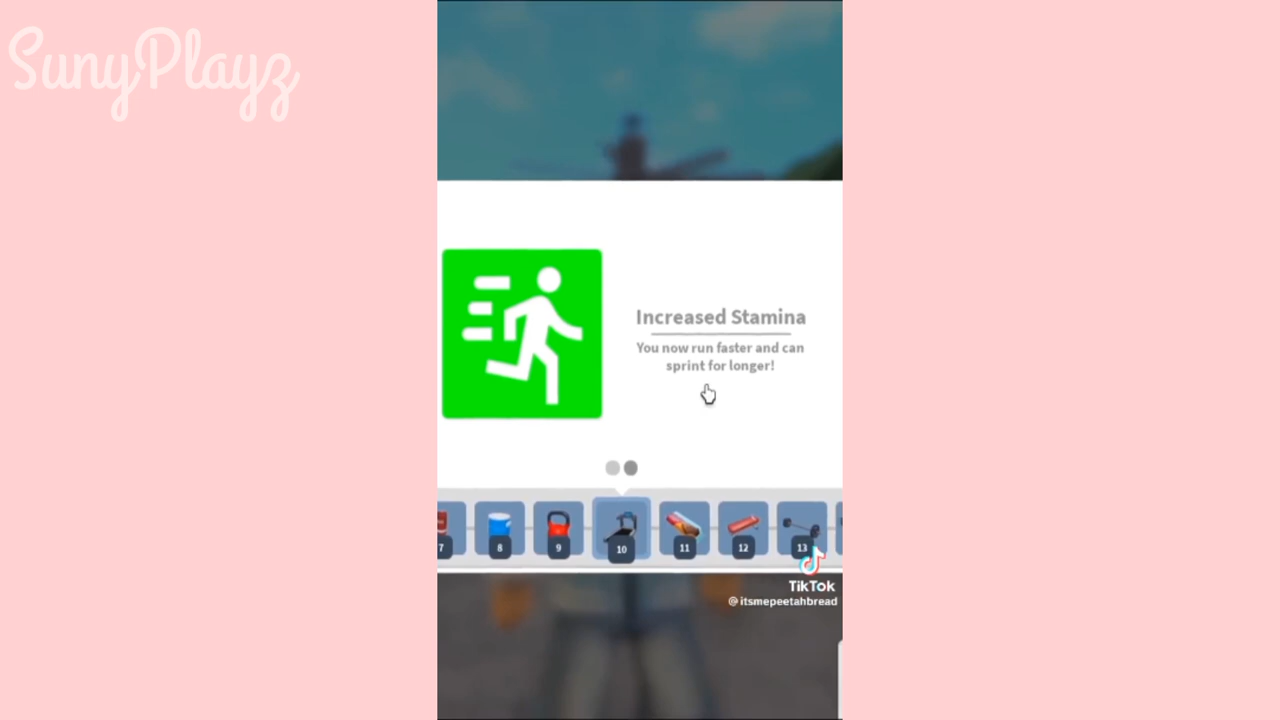 SunyPlayz
Increased Stamina
You now run faster and can
sprint for longer!
7 8 9 10 11 12 13
TikTok
@itsmepeetahbread